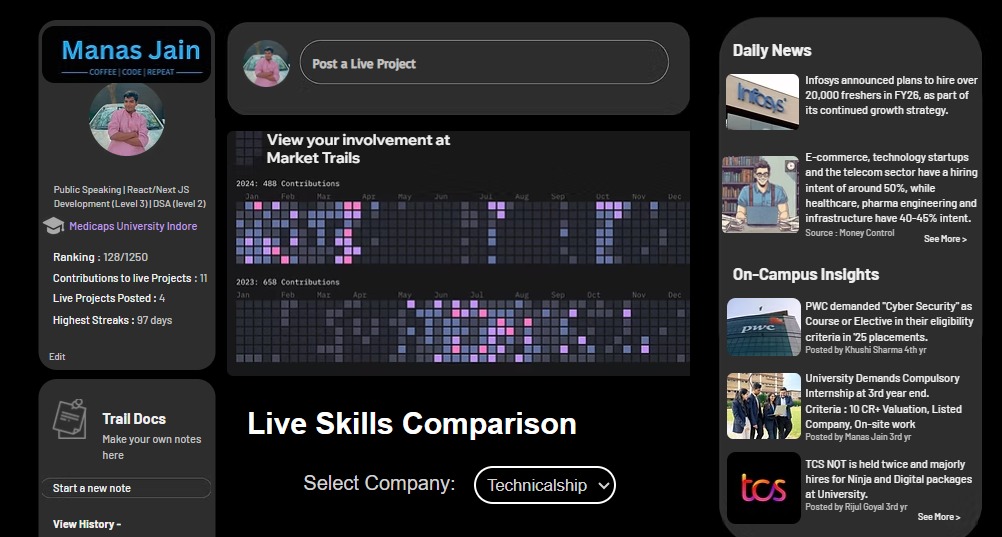 Manas Jain
COFFEE | CODE | REPEAT
Public Speaking | React/Next JS
Development (Level 3) | DSA (level 2)
Medicaps University Indore
Ranking : 128/1250
Contributions to live Projects : 11
Live Projects Posted : 4
Highest Streaks : 97 days
Edit
Trall Docs
Make your own notes
here
Start a new note
View History -
Post a Live Project
View your involvement at
Market Trails
2024: 488 Contributions
Jan Feb Mar Apr May Jun Jul Aug Sep Oct Nov Dec
2023: 658 Contributions
Jan Feb Mar Apr May Jun Jul Aug Sep Oct Nov Dec
Live Skills Comparison
Select Company: Technicalship
Daily News
Infosys
Infosys announced plans to hire over
20,000 freshers in FY26, as part of
its continued growth strategy.
E-commerce, technology startups
and the telecom sector have a hiring
intent of around 50%, while
healthcare, pharma engineering and
infrastructure have 40-45% intent.
Source : Money Control
See More >
On-Campus Insights
pwc
PWC demanded "Cyber Security" as
Course or Elective in their eligibility
criteria in '25 placements.
Posted by Khushi Sharma 4th yr
University Demands Compulsory
Internship at 3rd year end.
Criteria : 10 CR+ Valuation, Listed
Company, On-site work
Posted by Manas Jain 3rd yr
tcs
TCS NQT is held twice and majorly
hires for Ninja and Digital packages
at University.
Posted by Rijul Goyal 3rd yr
See More >